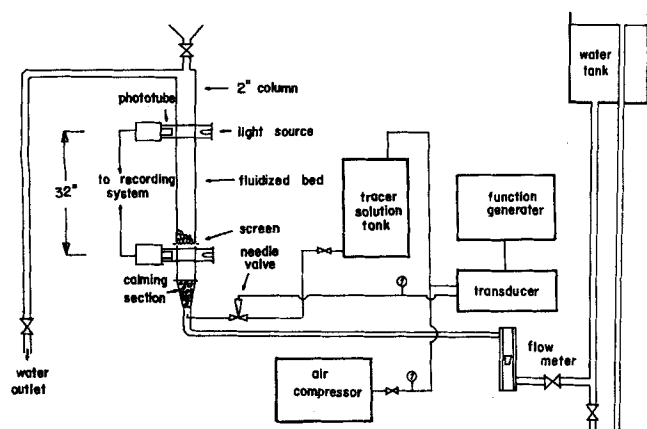 water
tank
2" column
phototube
light source
32"
to recording
system
fluidized bed
tracer
solution
tank
function
generater
screen
needle
valve
calming
section
transducer
flow
meter
air
compressor
water
outlet